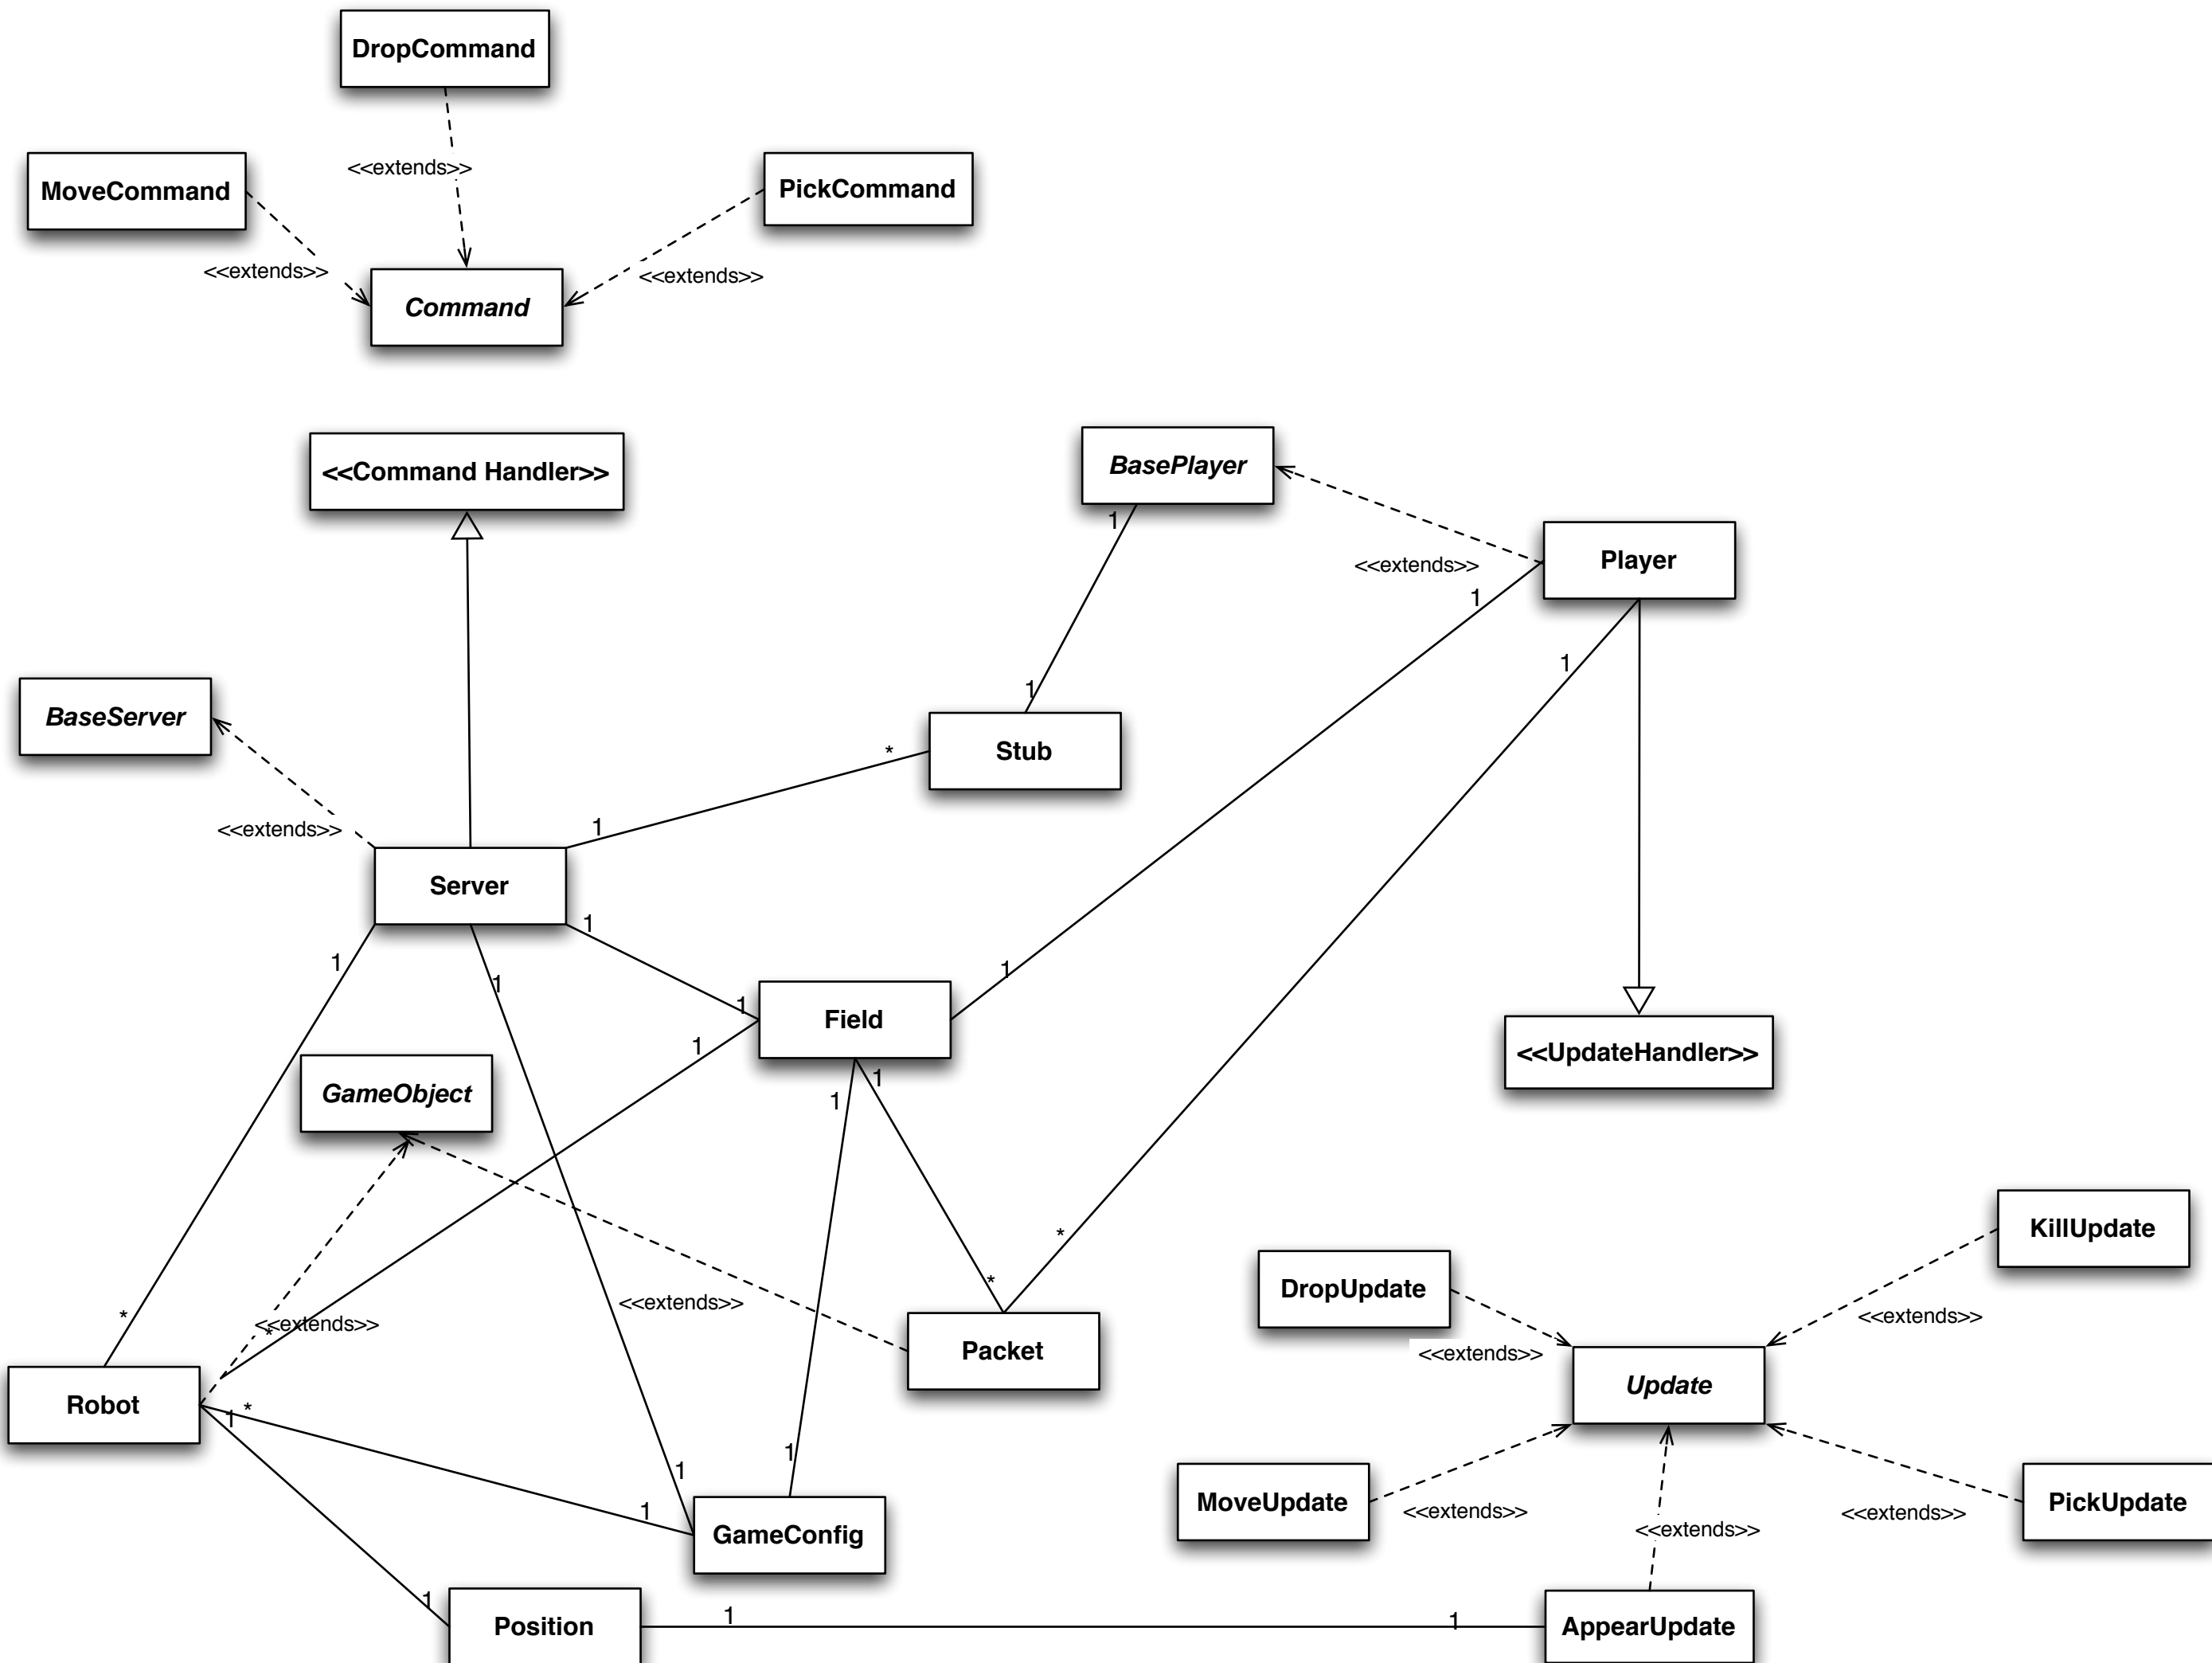 DropCommand
<<extends>>
MoveCommand
PickCommand
<<extends>>
<<extends>>
Command
<<Command Handler>>
BasePlayer
1
Player
<<extends>>
1
1
1
BaseServer
Stub
*
<<extends>>
1
Server
1
1
1
1
1
Field
1
1
<<UpdateHandler>>
GameObject
1
1
*
KillUpdate
DropUpdate
*
<<extends>>
<<extends>>
*
<<extends>>
*
Packet
<<extends>>
Update
Robot
1
*
1
1
1
MoveUpdate
<<extends>>
<<extends>>
PickUpdate
GameConfig
<<extends>>
1
Position
1
1
AppearUpdate